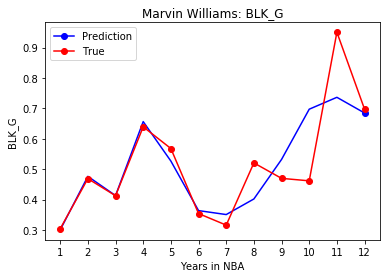 Marvin Williams: BLK_G
Prediction
True
BLK_G
0.9
0.8
0.7
0.6
0.5
0.4
0.3
1 2 3 4 5 6 7 8 9 10 11 12
Years in NBA